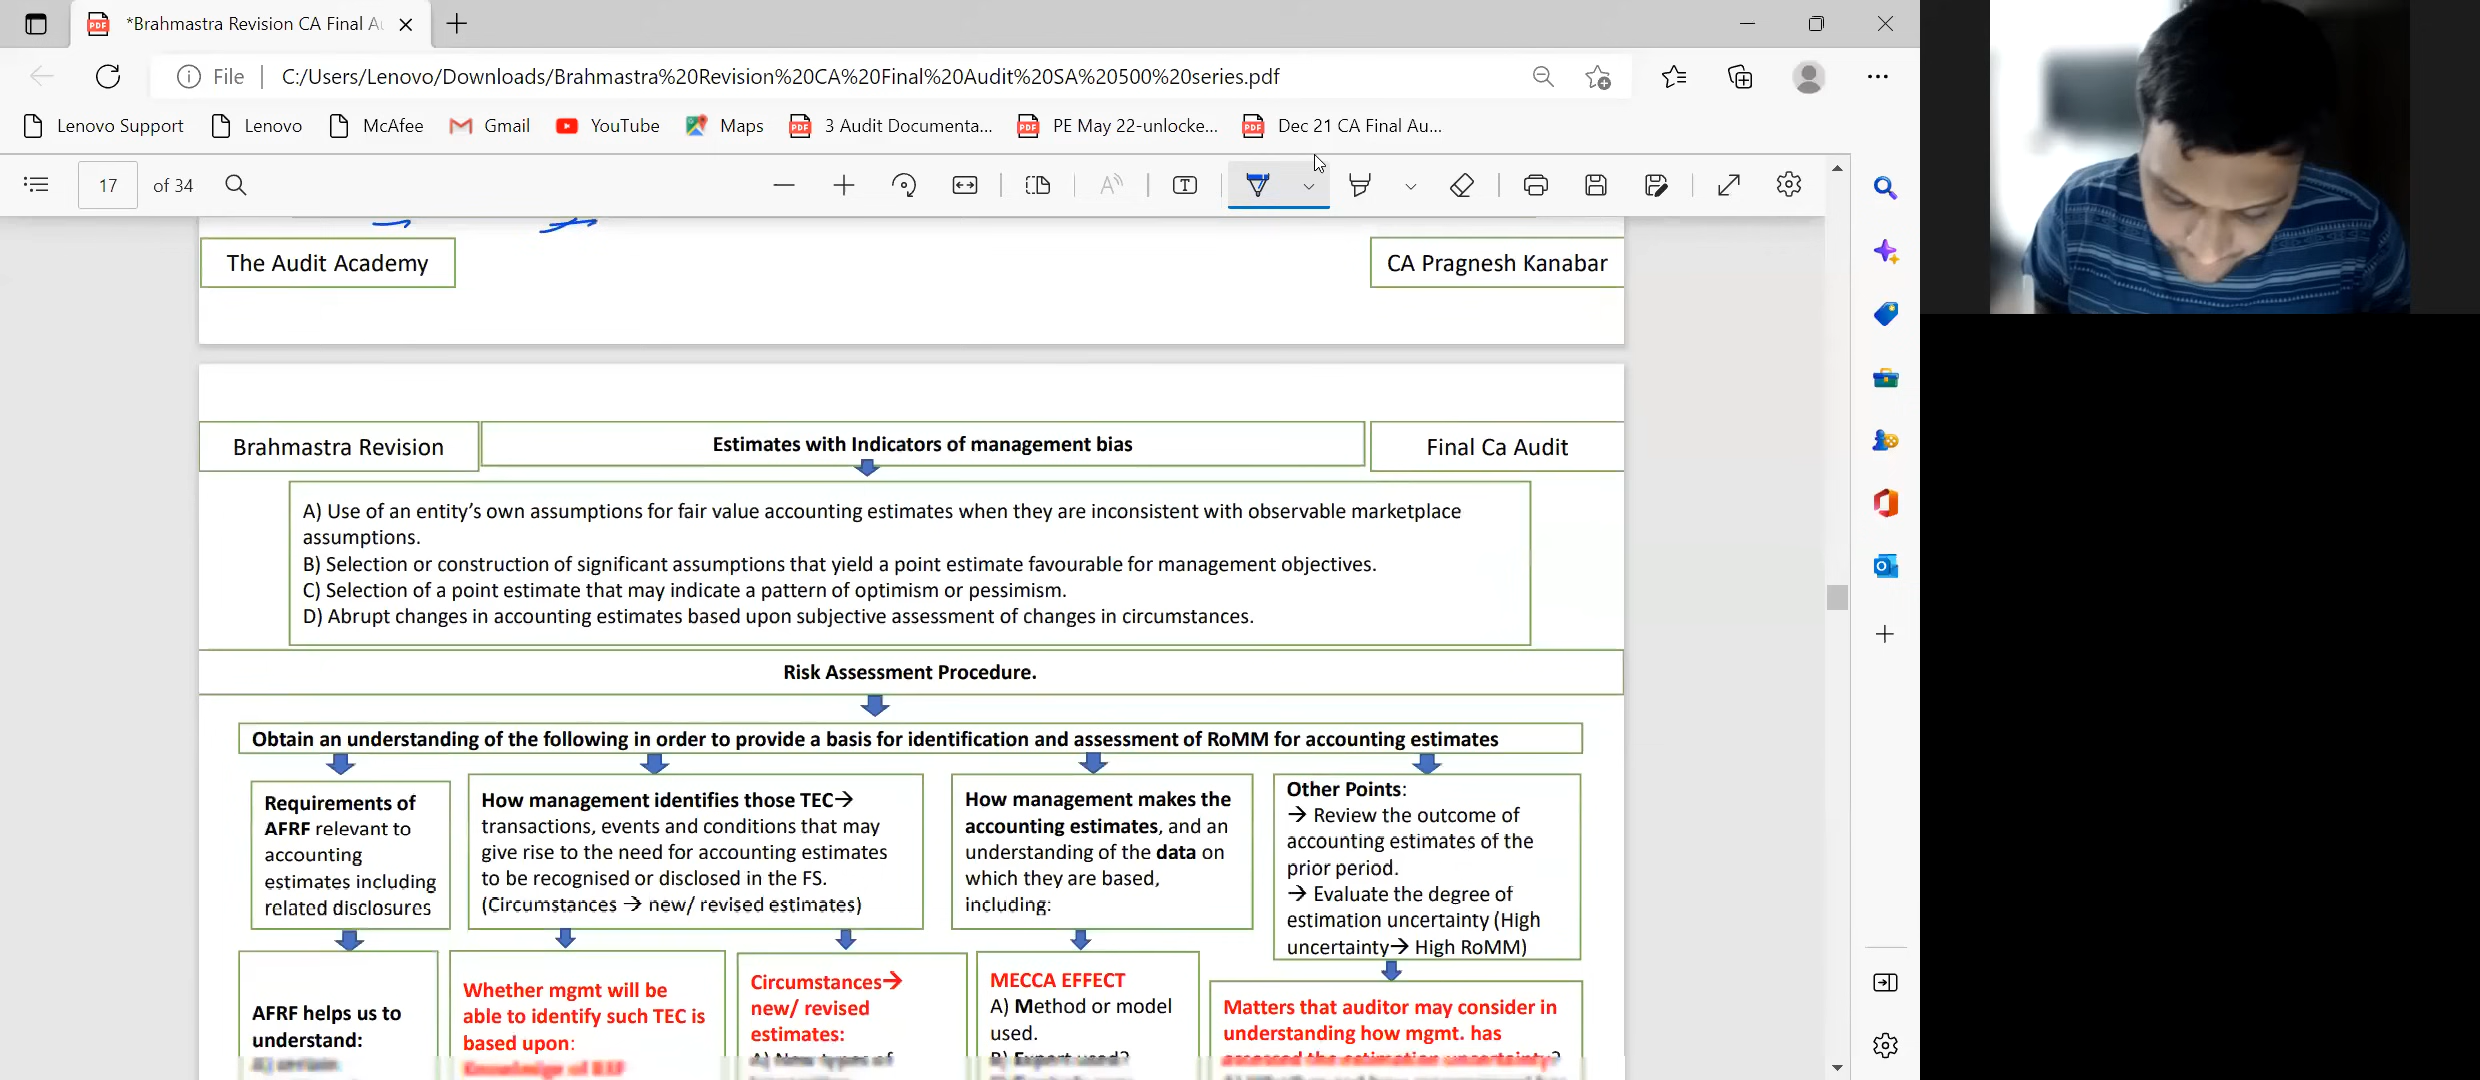 *Brahmastra Revision CA Final Au
File
C:/Users/Lenovo/Downloads/Brahmastra%20Revision%20CA%20Final%20Audit%20SA%20500%20series.pdf
Lenovo Support
Lenovo
McAfee
Gmail
YouTube
Maps
3 Audit Documenta...
PE May 22-unlocke...
Dec 21 CA Final Au...
17 of 34
The Audit Academy
CA Pragnesh Kanabar
Brahmastra Revision
Estimates with Indicators of management bias
Final Ca Audit
A) Use of an entity's own assumptions for fair value accounting estimates when they are inconsistent with observable marketplace
assumptions.
B) Selection or construction of significant assumptions that yield a point estimate favourable for management objectives.
C) Selection of a point estimate that may indicate a pattern of optimism or pessimism.
D) Abrupt changes in accounting estimates based upon subjective assessment of changes in circumstances.
Risk Assessment Procedure.
Obtain an understanding of the following in order to provide a basis for identification and assessment of RoMM for accounting estimates
Requirements of
AFRF relevant to
accounting
estimates including
related disclosures
How management identifies those TEC→
transactions, events and conditions that may
give rise to the need for accounting estimates
to be recognised or disclosed in the FS.
(Circumstances → new/ revised estimates)
How management makes the
accounting estimates, and an
understanding of the data on
which they are based,
including:
Other Points:
→ Review the outcome of
accounting estimates of the
prior period.
→ Evaluate the degree of
estimation uncertainty (High
uncertainty→ High RoMM)
AFRF helps us to
understand:
A) certain
Whether mgmt will be
able to identify such TEC is
based upon:
Knowledge of
Circumstances→
new/ revised
estimates:
A) New types of
MECCA EFFECT
A) Method or model
used.
B) Expert used?
Matters that auditor may consider in
understanding how mgmt. has
assessed the estimation uncertainty?